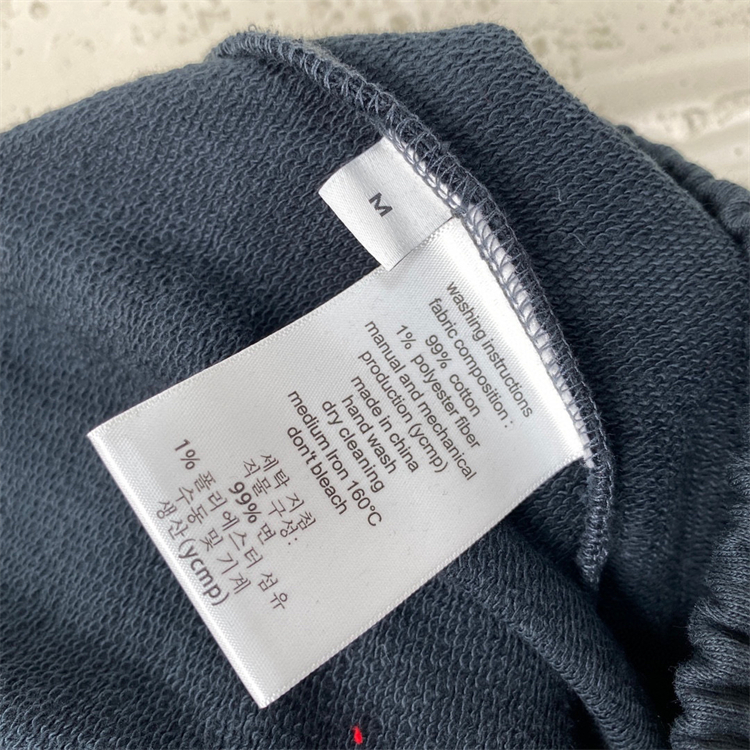 M
washing instructions
fabric composition :
99% cotton
1% polyester fiber
manual and mechanical
production (ycmp)
made in china
hand wash
dry cleaning
medium Iron 160°C
don't bleach
세탁 지침
직물 구성:
99% 면
1% 폴리에스터 섬유
수동 및 기계
생산(ycmp)